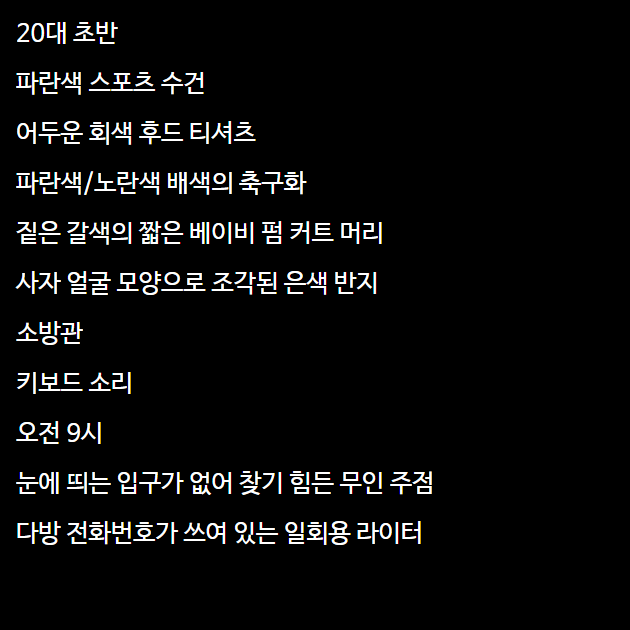 20대 초반
파란색 스포츠 수건
어두운 회색 후드 티셔츠
파란색/노란색 배색의 축구화
짙은 갈색의 짧은 베이비 펌 커트 머리
사자 얼굴 모양으로 조각된 은색 반지
소방관
키보드 소리
오전 9시
눈에 띄는 입구가 없어 찾기 힘든 무인 주점
다방 전화번호가 쓰여 있는 일회용 라이터